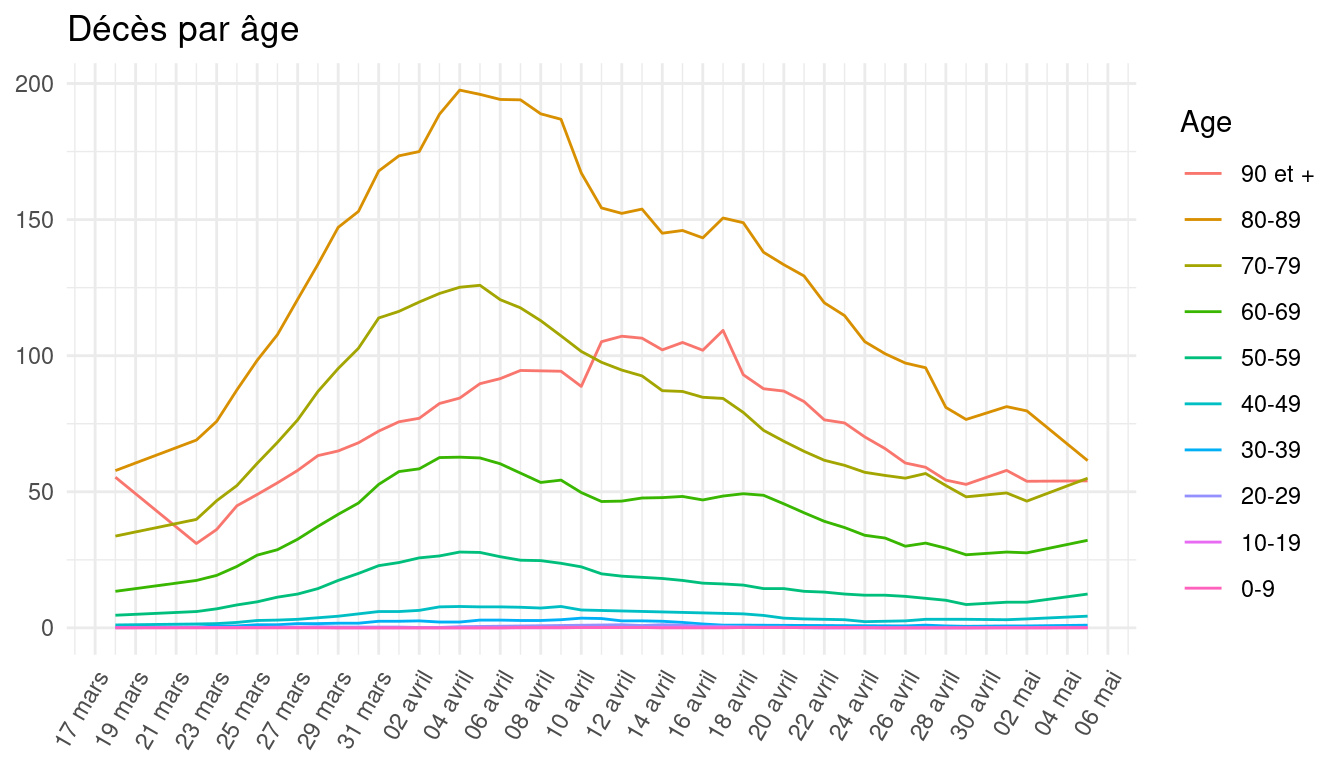 Décès par âge
200
150
100
50
0
17 mars
19 mars
21 mars
23 mars
25 mars
27 mars
29 mars
31 mars
02 avril
04 avril
06 avril
08 avril
10 avril
12 avril
14 avril
16 avril
18 avril
20 avril
22 avril
24 avril
26 avril
28 avril
30 avril
02 mai
04 mai
06 mai
Age
90 et +
80-89
70-79
60-69
50-59
40-49
30-39
20-29
10-19
0-9